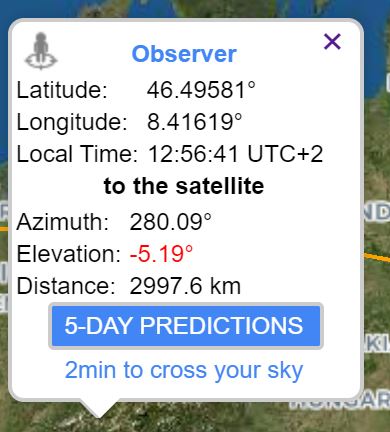 Observer
Latitude: 46.49581°
Longitude: 8.41619°
Local Time: 12:56:41 UTC+2
to the satellite
Azimuth: 280.09°
Elevation: -5.19°
Distance: 2997.6 km
5-DAY PREDICTIONS
2min to cross your sky